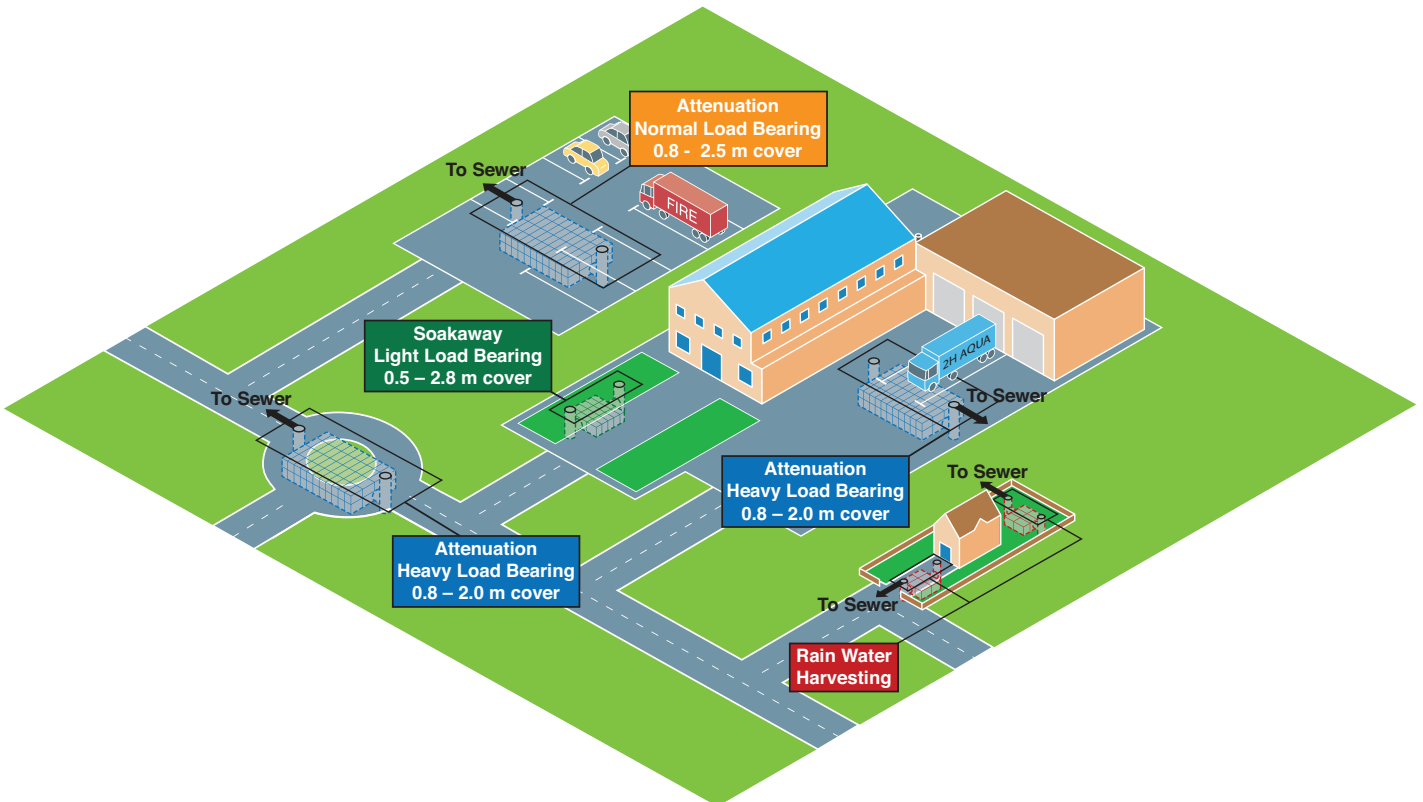 Attenuation
Normal Load Bearing
0.8 - 2.5 m cover
To Sewer
FIRE
Soakaway
Light Load Bearing
0.5 – 2.8 m cover
2H AQUA
To Sewer
To Sewer
Attenuation
Heavy Load Bearing
0.8 – 2.0 m cover
To Sewer
Attenuation
Heavy Load Bearing
0.8 – 2.0 m cover
To Sewer
Rain Water
Harvesting